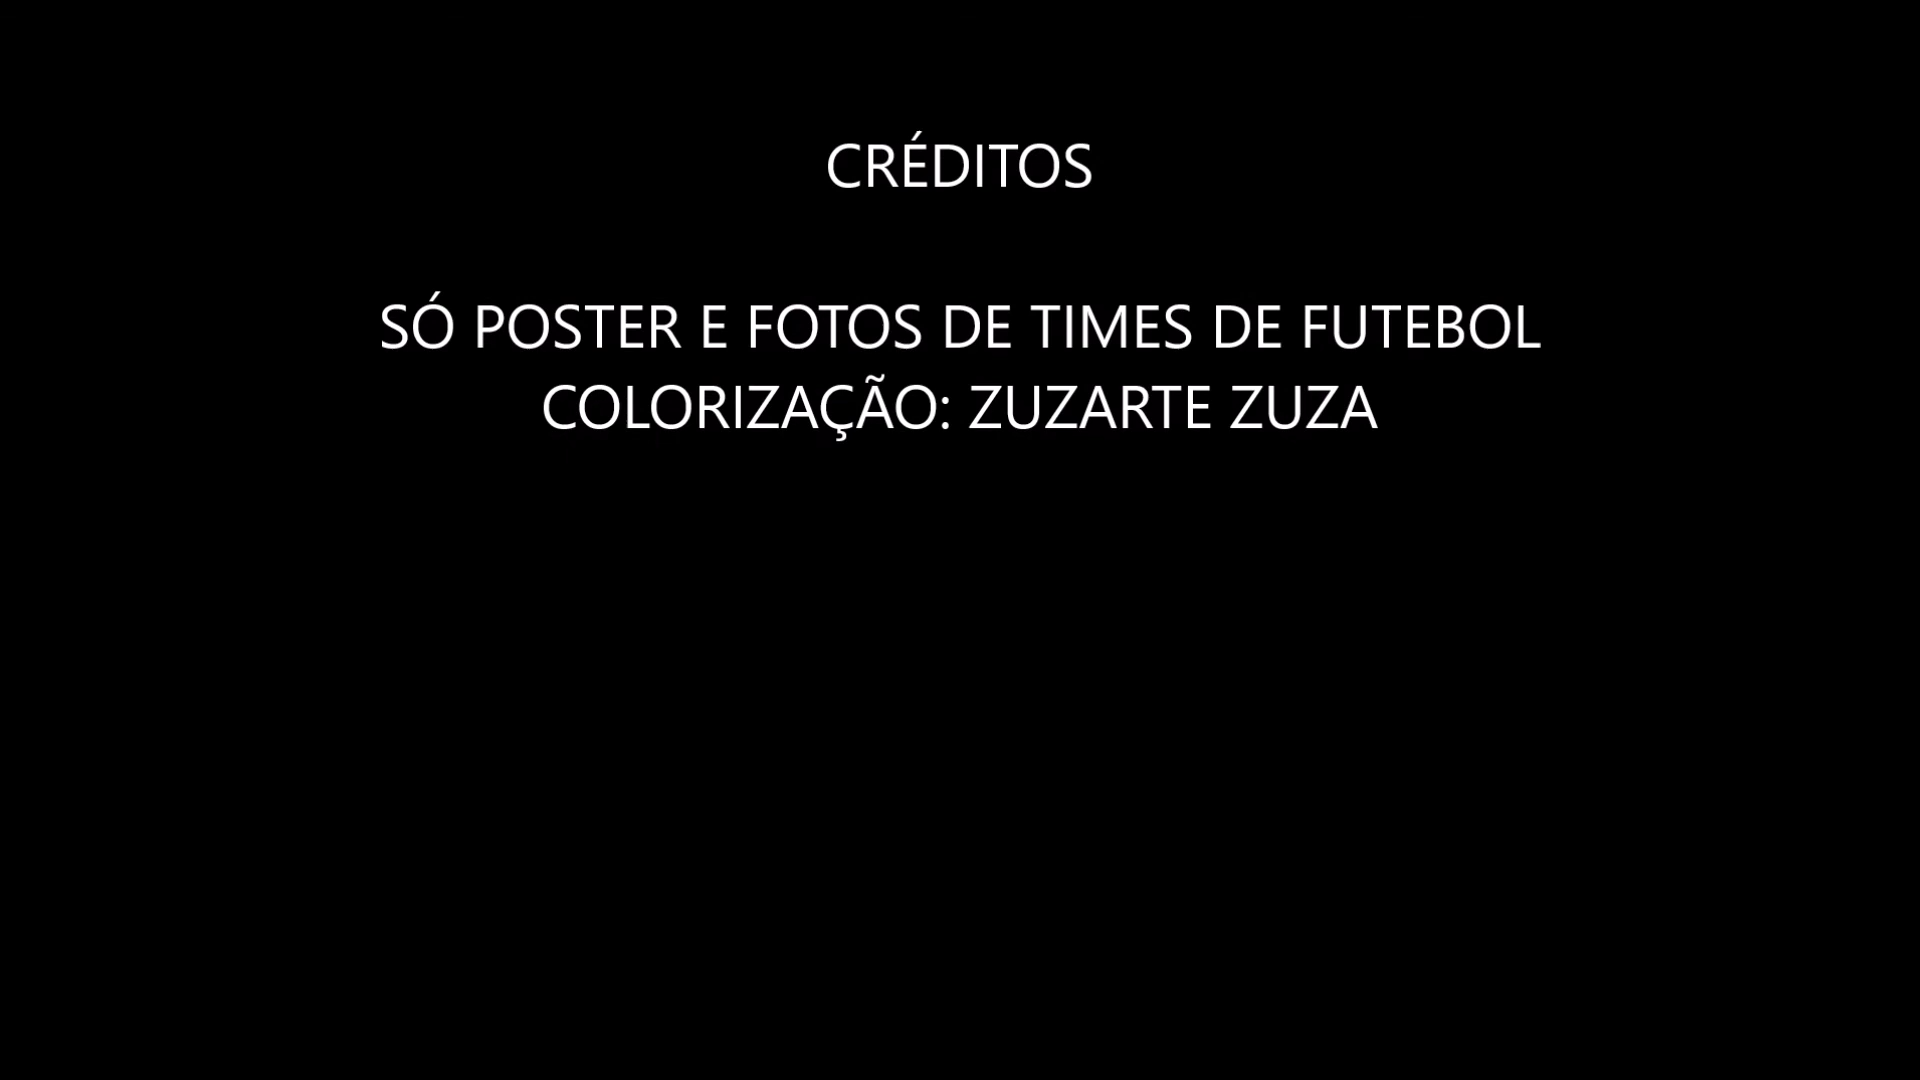 CRÉDITOS
SÓ POSTER E FOTOS DE TIMES DE FUTEBOL
COLORIZAÇÃO: ZUZARTE ZUZA